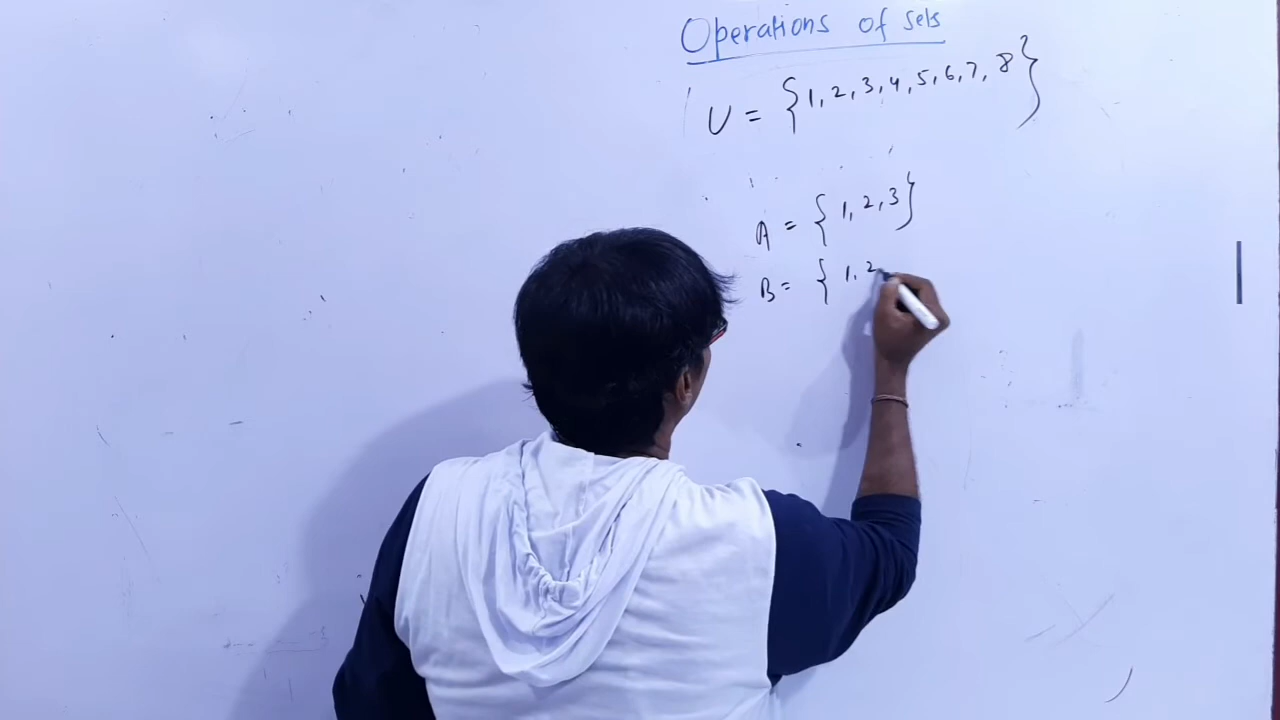 Operations of sets
U = {1, 2, 3, 4, 5, 6, 7, 8}
A = {1, 2, 3}
B = {1, 2